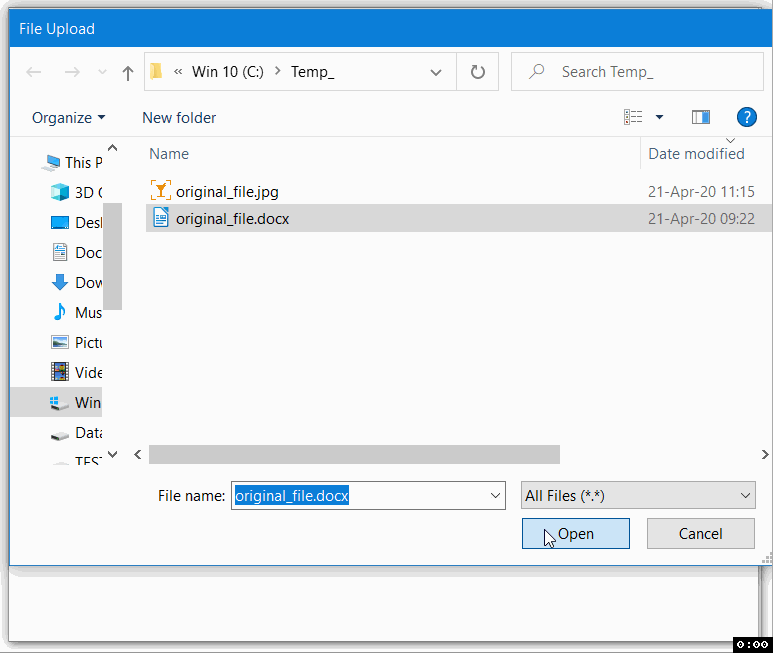 File Upload
« Win 10 (C:) > Temp_
Search Temp_
Organize
New folder
?
Name
Date modified
This P
original_file.jpg
21-Apr-20 11:15
3D
original_file.docx
21-Apr-20 09:22
Desl
Doc
Dow
Mus
Pictu
Vide
Win
Data
TEST
File name:
original_file.docx
All Files (*.*)
Open
Cancel
0:00